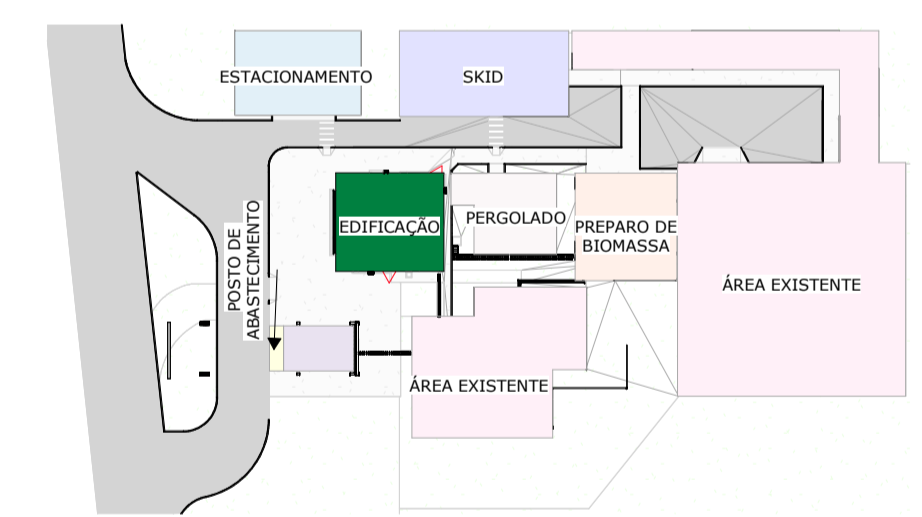 ESTACIONAMENTO
SKID
EDIFICAÇÃO
PERGOLADO
PREPARO DE
BIOMASSA
POSTO DE
ABASTECIMENTO
ÁREA EXISTENTE
ÁREA EXISTENTE